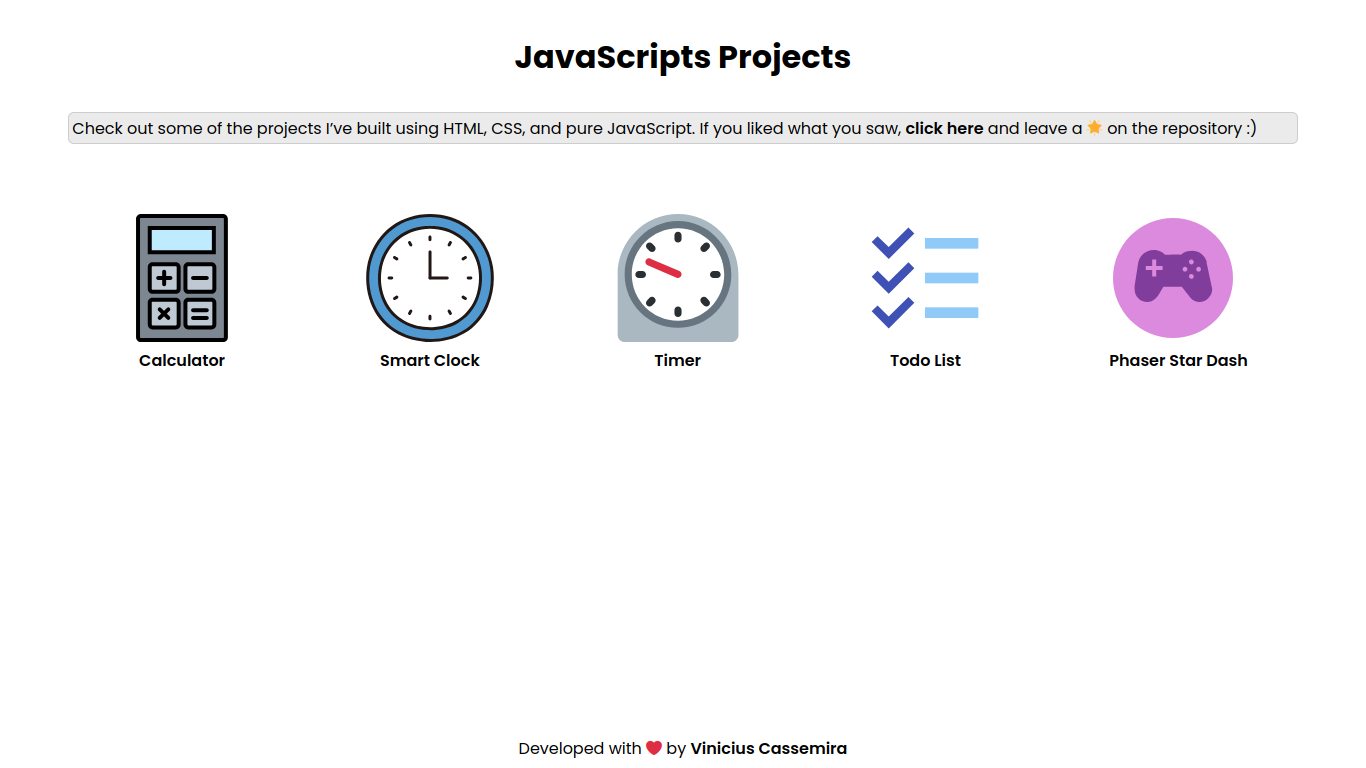 JavaScripts Projects
Check out some of the projects I’ve built using HTML, CSS, and pure JavaScript. If you liked what you saw, click here and leave a ⭐ on the repository :)
Calculator
Smart Clock
Timer
Todo List
Phaser Star Dash
Developed with ❤️ by Vinicius Cassemira